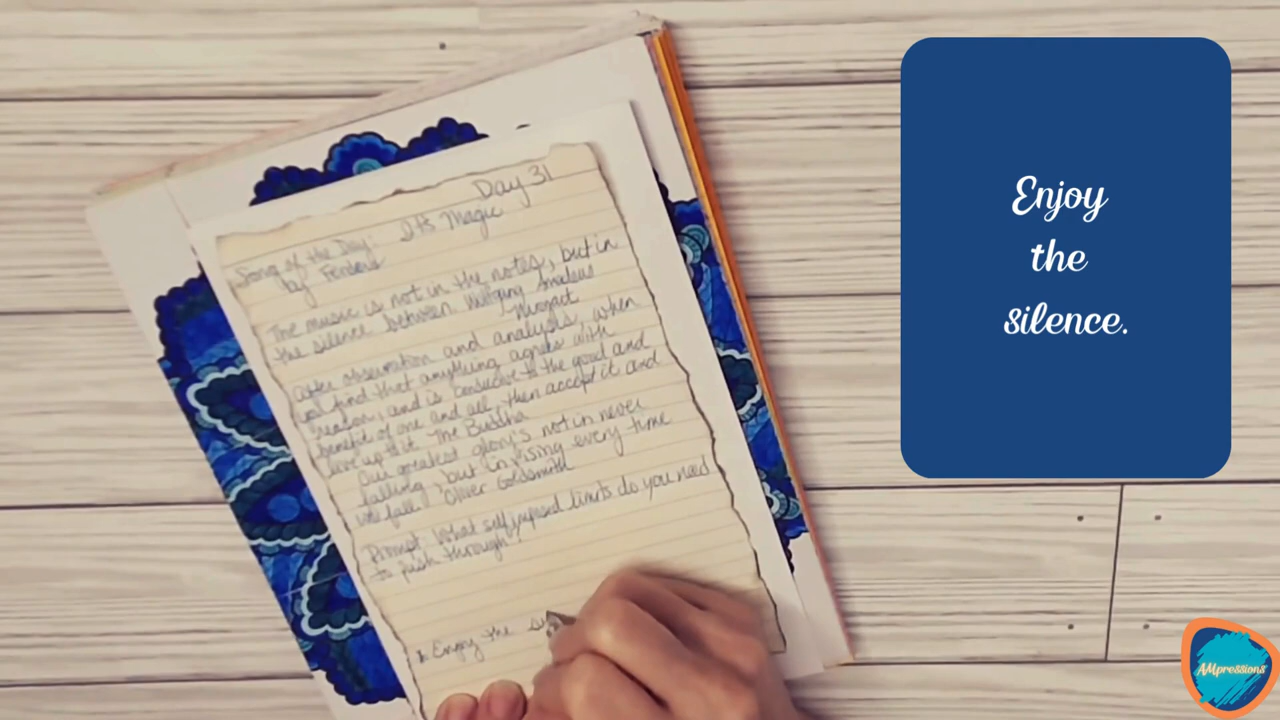 Day 31
Song of the Day: It's Magic
by
The music is not in the notes, but in
the silence between. Wolfgang Amadeus
After observation and analysis, when
you find that anything agrees with
reason, and is conducive to the good and
benefit of one and all, then accept it and
live up to it. The Buddha
Our greatest glory's not in never
falling, but in rising every time
we fall. Oliver Goldsmith
Prompt: What self imposed limits do you need
to push through?
Enjoy the
Enjoy
the
silence.
AMpressions